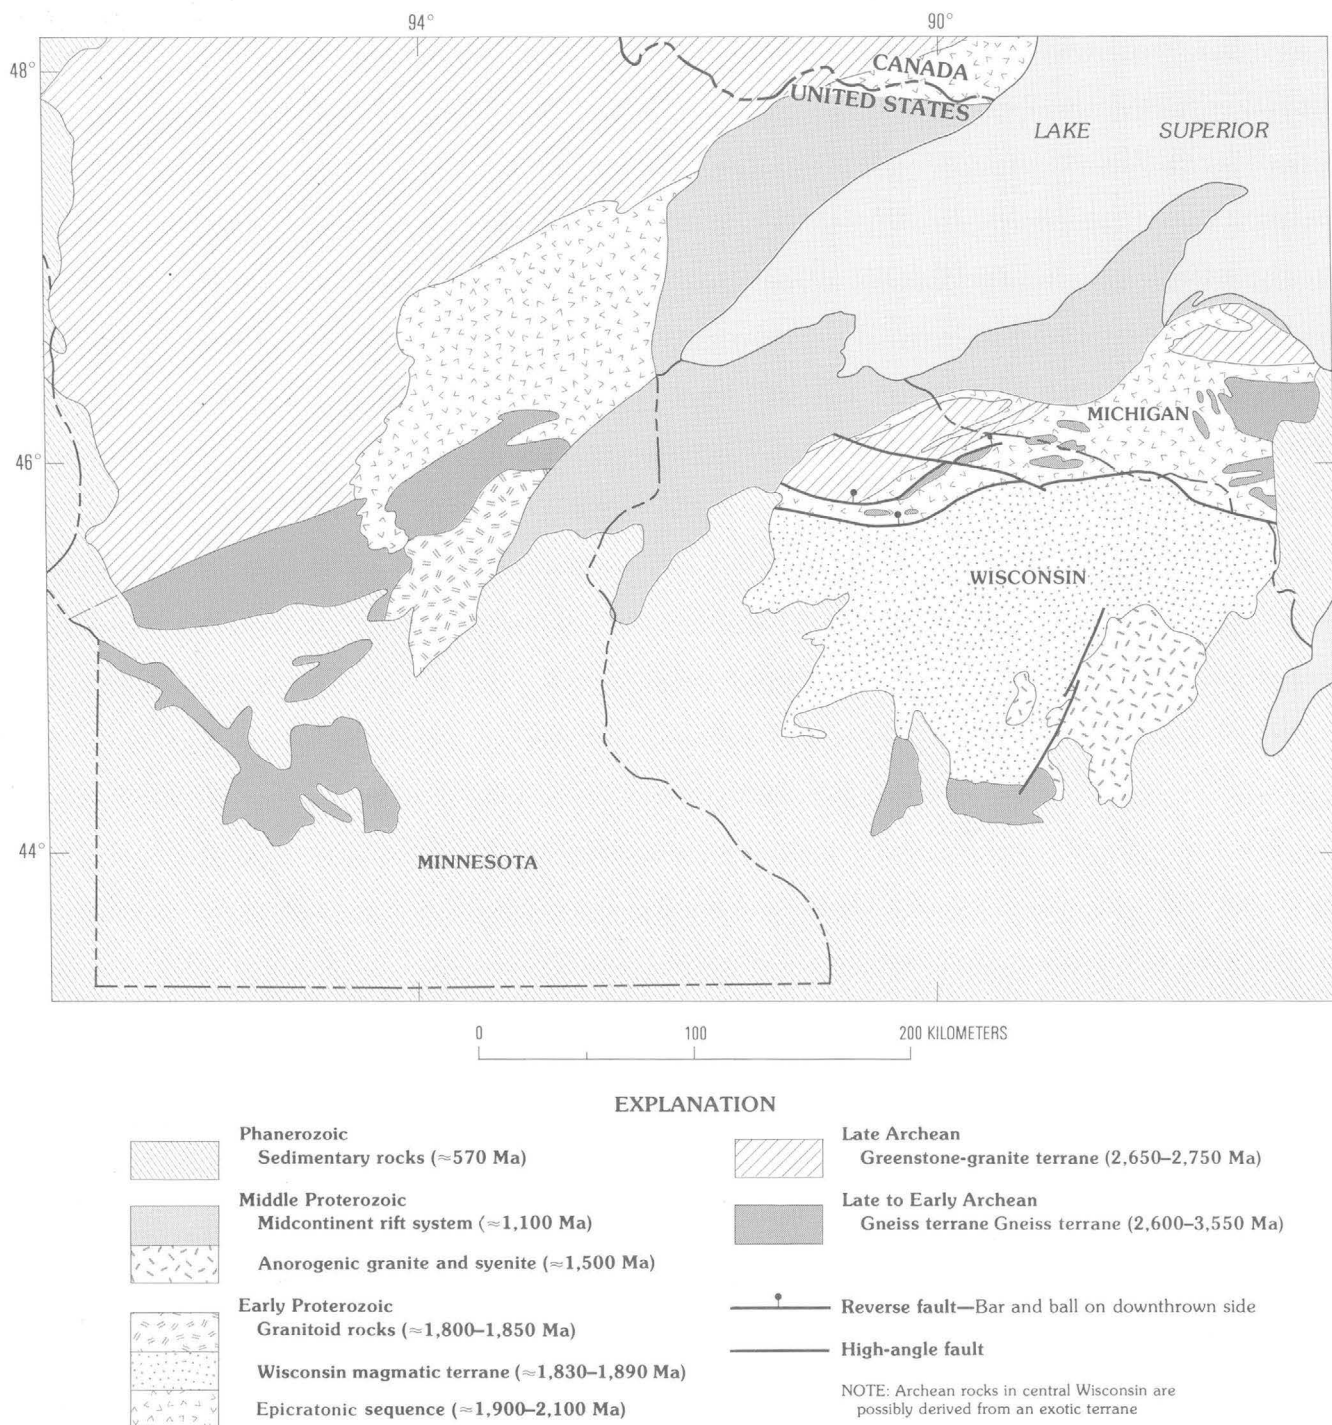 94°
90°
48°
CANADA
UNITED STATES
LAKE SUPERIOR
MICHIGAN
46°
WISCONSIN
44°
MINNESOTA
0 100 200 KILOMETERS
EXPLANATION
Phanerozoic
Sedimentary rocks (≈570 Ma)
Middle Proterozoic
Midcontinent rift system (≈1,100 Ma)
Anorogenic granite and syenite (≈1,500 Ma)
Early Proterozoic
Granitoid rocks (≈1,800–1,850 Ma)
Wisconsin magmatic terrane (≈1,830–1,890 Ma)
Epicratonic sequence (≈1,900–2,100 Ma)
Late Archean
Greenstone-granite terrane (2,650–2,750 Ma)
Late to Early Archean
Gneiss terrane Gneiss terrane (2,600–3,550 Ma)
Reverse fault—Bar and ball on downthrown side
High-angle fault
NOTE: Archean rocks in central Wisconsin are
possibly derived from an exotic terrane